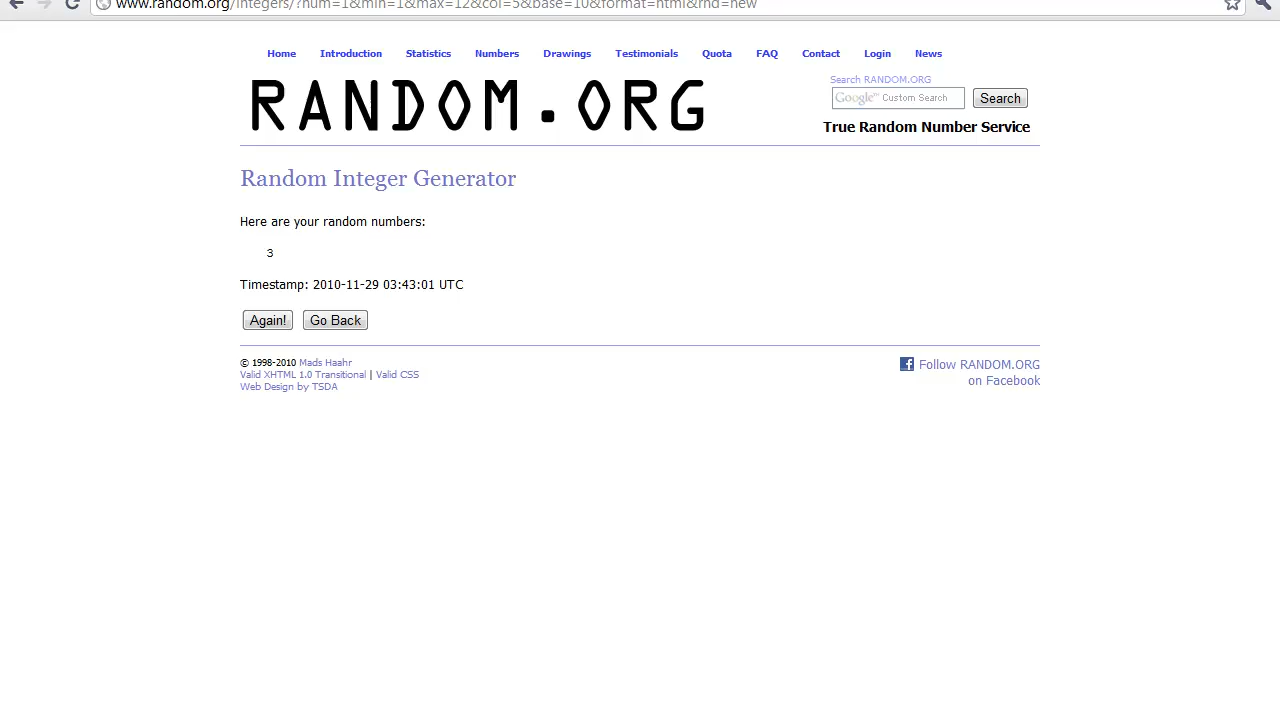 www.random.org/integers/?num=1&min=1&max=12&col=5&base=10&format=html&rnd=new
Home Introduction Statistics Numbers Drawings Testimonials Quota FAQ Contact Login News
RANDOM.ORG
Search RANDOM.ORG
Google™ Custom Search Search
True Random Number Service
Random Integer Generator
Here are your random numbers:
3
Timestamp: 2010-11-29 03:43:01 UTC
Again! Go Back
© 1998-2010 Mads Haahr
Valid XHTML 1.0 Transitional | Valid CSS
Web Design by TSDA
f Follow RANDOM.ORG
on Facebook